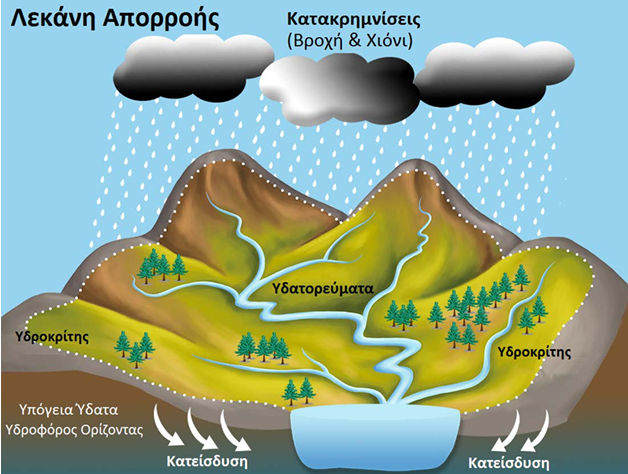 Λεκάνη Απορροής
Κατακρημνίσεις
(Βροχή & Χιόνι)
Υδατορεύματα
Υδροκρίτης
Υδροκρίτης
Υπόγεια Ύδατα
Υδροφόρος Ορίζοντας
Κατείσδυση
Κατείσδυση